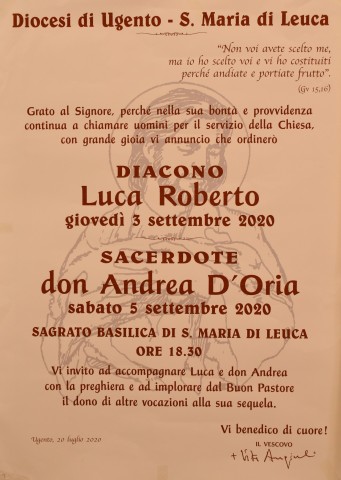 Diocesi di Ugento - S. Maria di Leuca
"Non voi avete scelto me,
ma io ho scelto voi e vi ho costituiti
perché andiate e portiate frutto".
(Gv 15,16)
Grato al Signore, perché nella sua bontà e provvidenza
continua a chiamare uomini per il servizio della Chiesa,
con grande gioia vi annuncio che ordinerò
DIACONO
Luca Roberto
giovedì 3 settembre 2020
SACERDOTE
don Andrea D'Oria
sabato 5 settembre 2020
SAGRATO BASILICA DI S. MARIA DI LEUCA
ORE 18.30
Vi invito ad accompagnare Luca e don Andrea
con la preghiera e ad implorare dal Buon Pastore
il dono di altre vocazioni alla sua sequela.
Vi benedico di cuore!
Ugento, 20 luglio 2020
IL VESCOVO
+ Vito Angiuli